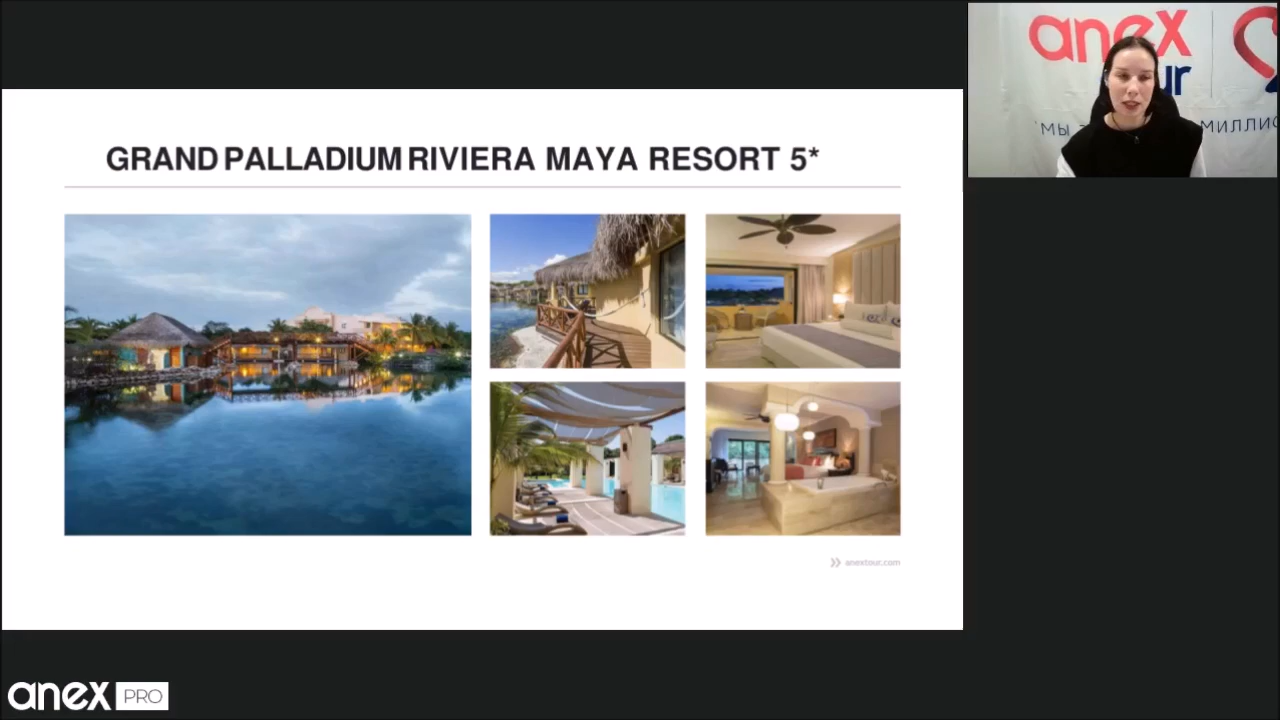 anex
tour
МЫ
МИЛЛИО
GRAND PALLADIUM RIVIERA MAYA RESORT 5*
anextour.com
anex PRO